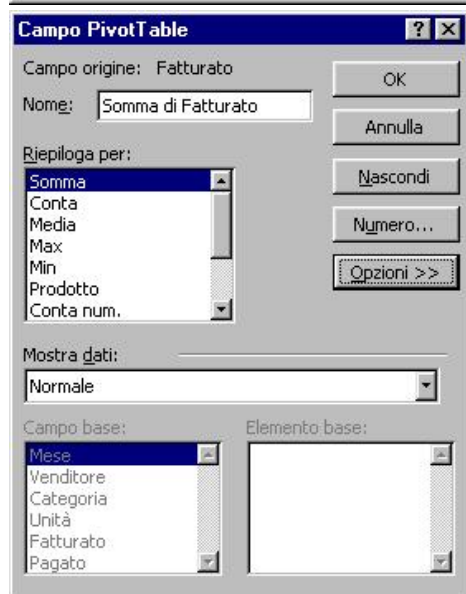 Campo PivotTable
Campo origine: Fatturato
OK
Nome: Somma di Fatturato
Annulla
Riepiloga per:
Nascondi
Somma
Conta
Media
Max
Min
Prodotto
Conta num.
Numero...
Opzioni >>
Mostra dati:
Normale
Campo base:
Elemento base:
Mese
Venditore
Categoria
Unità
Fatturato
Pagato